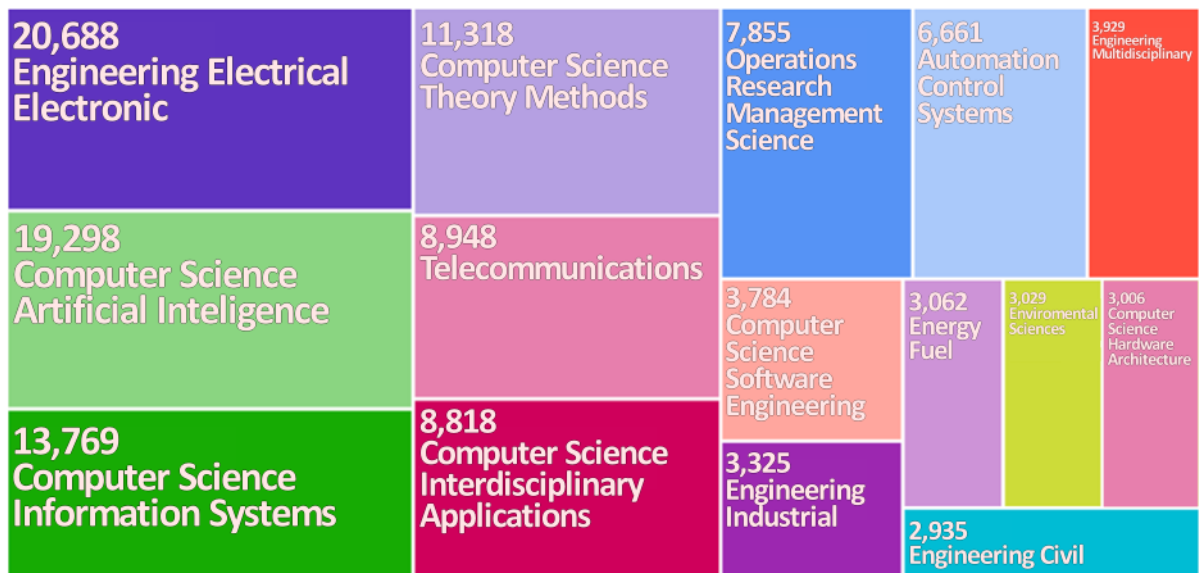 20,688
Engineering Electrical
Electronic
19,298
Computer Science
Artificial Inteligence
13,769
Computer Science
Information Systems
11,318
Computer Science
Theory Methods
8,948
Telecommunications
8,818
Computer Science
Interdisciplinary
Applications
7,855
Operations
Research
Management
Science
6,661
Automation
Control
Systems
3,929
Engineering
Multidisciplinary
3,784
Computer
Science
Software
Engineering
3,325
Engineering
Industrial
3,062
Energy
Fuel
3,029
Enviromental
Sciences
3,006
Computer
Science
Hardware
Architecture
2,935
Engineering Civil